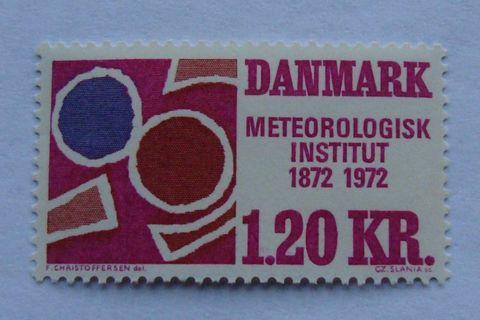 DANMARK
METEOROLOGISK
INSTITUT
1872 1972
1.20 KR.
F. CHRISTOFFERSEN del.
CZ. SLANIA sc.